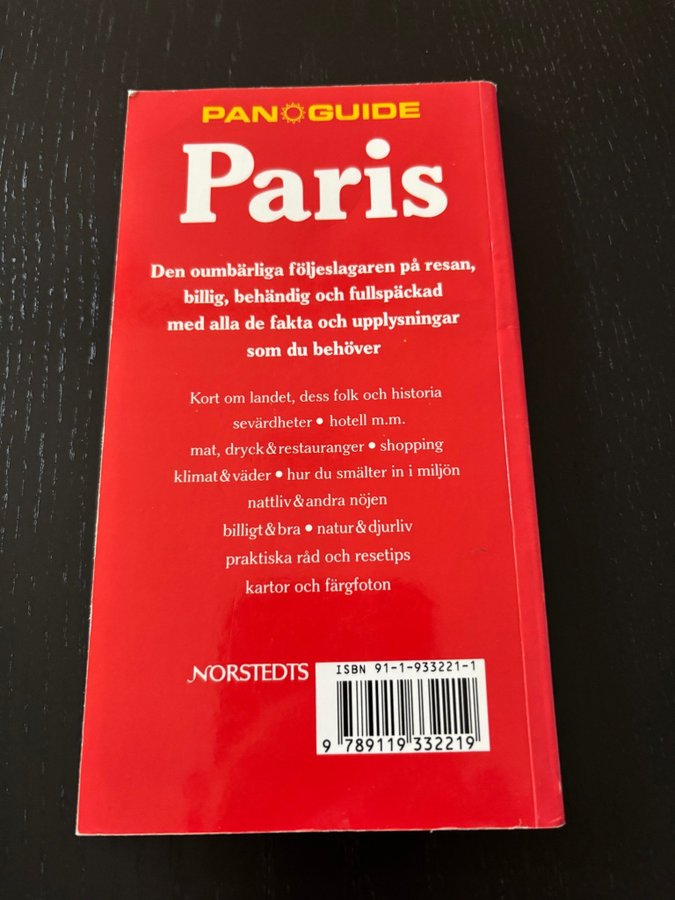 PAN GUIDE
Paris
Den oumbärliga följeslagaren på resan,
billig, behändig och fullspäckad
med alla de fakta och upplysningar
som du behöver
Kort om landet, dess folk och historia
sevärdheter • hotell m.m.
mat, dryck & restauranger • shopping
klimat & väder • hur du smälter in i miljön
nattliv & andra nöjen
billigt & bra • natur & djurliv
praktiska råd och resetips
kartor och färgfoton
NORSTEDTS
ISBN 91-1-933221-1
9 789119 332219